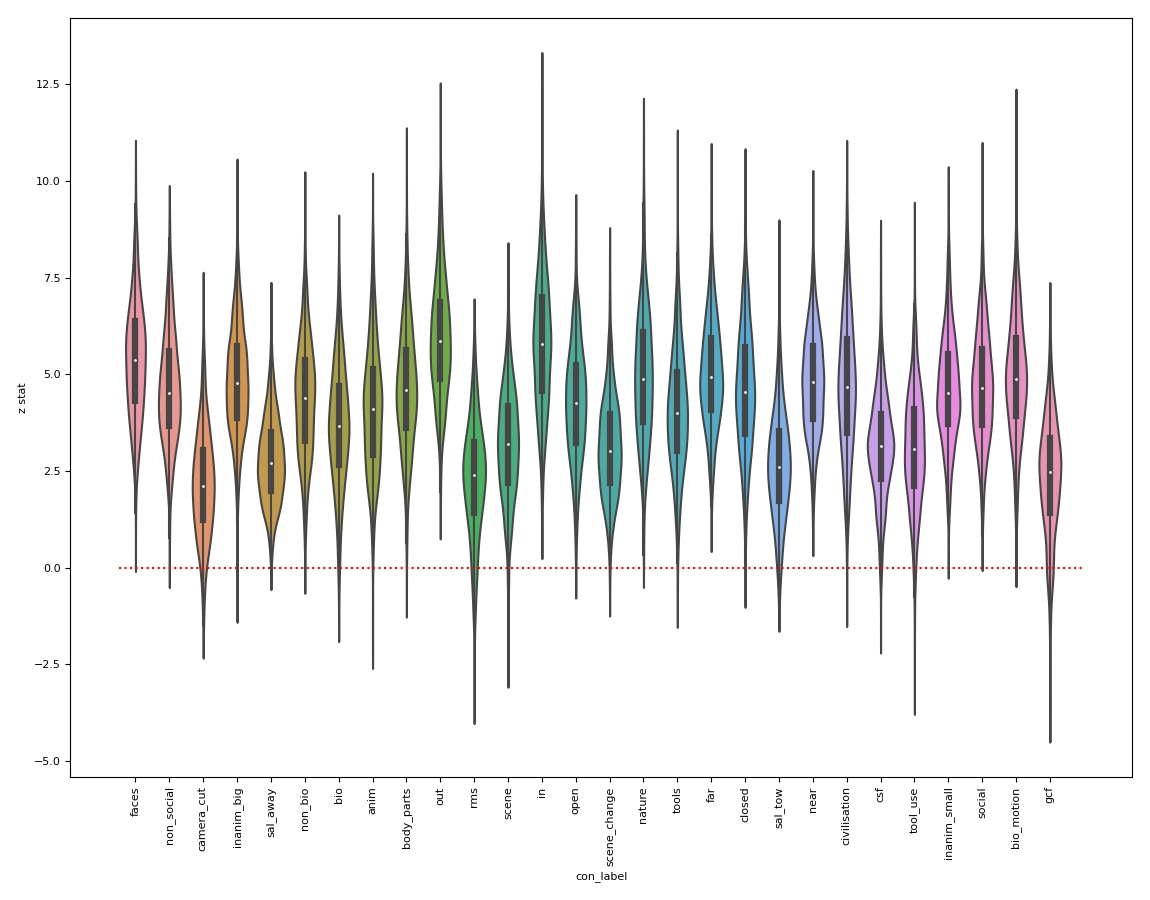 12.5
10.0
7.5
5.0
2.5
0.0
−2.5
−5.0
z stat
faces
non_social
camera_cut
inanim_big
sal_away
non_bio
bio
anim
body_parts
out
rms
scene
in
open
scene_change
nature
tools
far
closed
sal_tow
near
civilisation
csf
tool_use
inanim_small
social
bio_motion
gcf
con_label